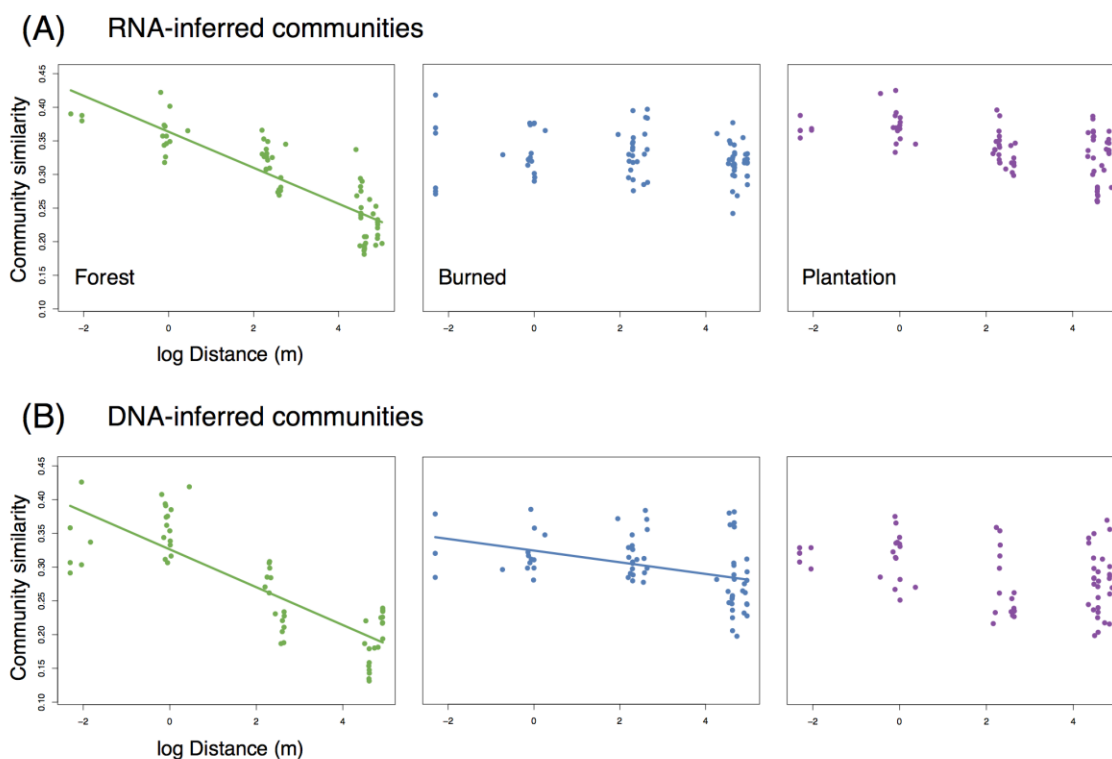 (A) RNA-inferred communities
Community similarity
0.45
0.40
0.35
0.30
0.25
0.20
0.15
0.10
Forest
Burned
Plantation
−2 0 2 4
−2 0 2 4
−2 0 2 4
log Distance (m)
(B) DNA-inferred communities
Community similarity
0.45
0.40
0.35
0.30
0.25
0.20
0.15
0.10
−2 0 2 4
−2 0 2 4
−2 0 2 4
log Distance (m)